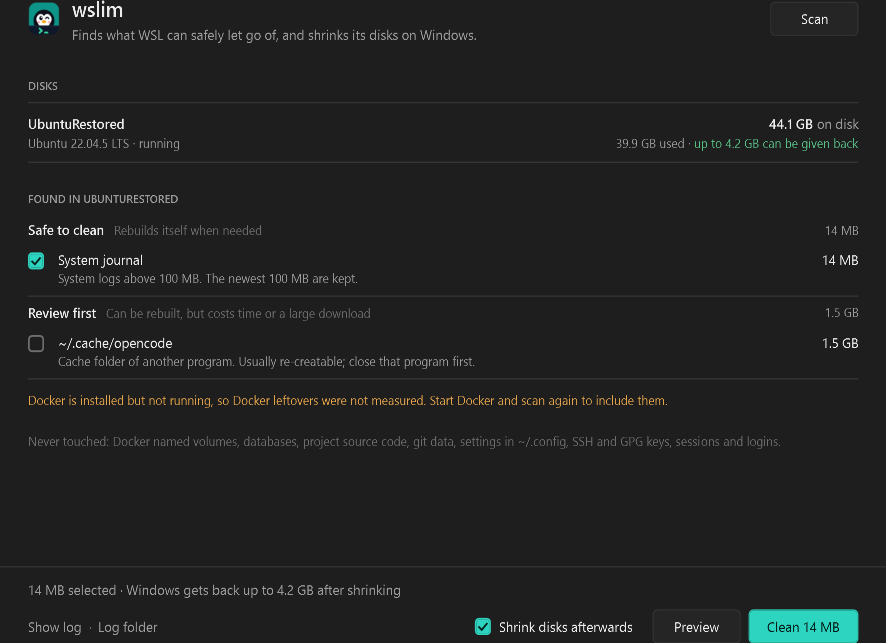 wslim
Scan
Finds what WSL can safely let go of, and shrinks its disks on Windows.
DISKS
UbuntuRestored
44.1 GB on disk
Ubuntu 22.04.5 LTS · running
39.9 GB used · up to 4.2 GB can be given back
FOUND IN UBUNTURESTORED
Safe to clean Rebuilds itself when needed
14 MB
System journal
14 MB
System logs above 100 MB. The newest 100 MB are kept.
Review first Can be rebuilt, but costs time or a large download
1.5 GB
~/.cache/opencode
1.5 GB
Cache folder of another program. Usually re-creatable; close that program first.
Docker is installed but not running, so Docker leftovers were not measured. Start Docker and scan again to include them.
Never touched: Docker named volumes, databases, project source code, git data, settings in ~/.config, SSH and GPG keys, sessions and logins.
14 MB selected · Windows gets back up to 4.2 GB after shrinking
Show log · Log folder
Shrink disks afterwards
Preview
Clean 14 MB